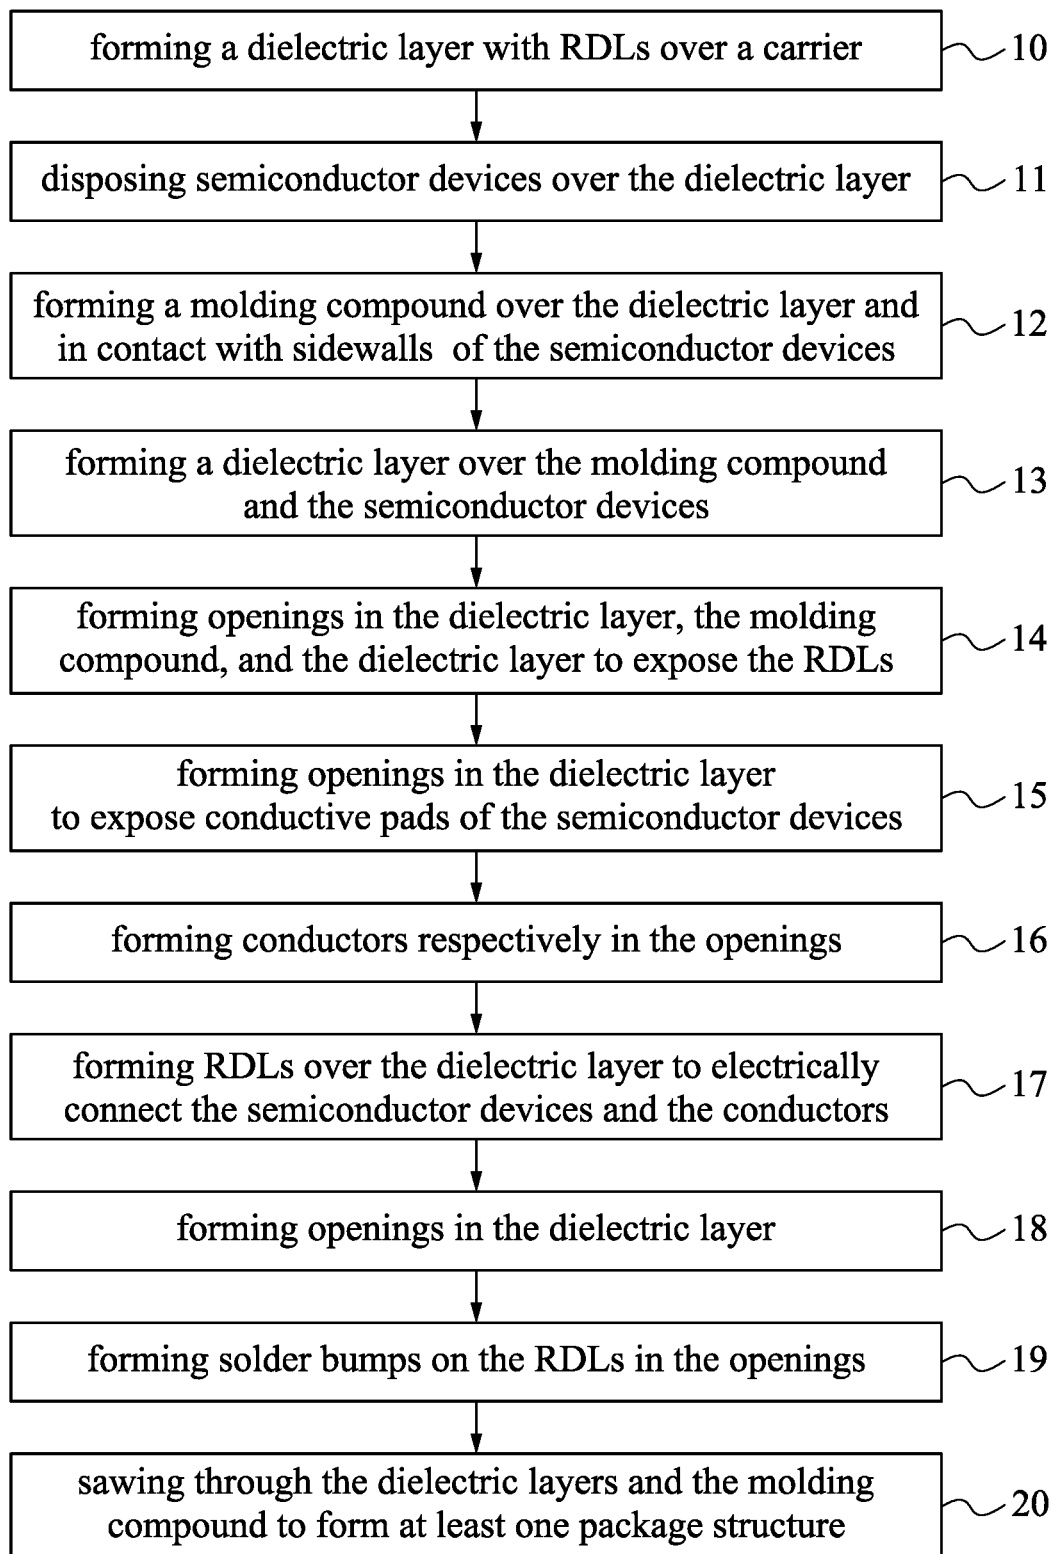 forming a dielectric layer with RDLs over a carrier
10
disposing semiconductor devices over the dielectric layer
11
forming a molding compound over the dielectric layer and
in contact with sidewalls of the semiconductor devices
12
forming a dielectric layer over the molding compound
and the semiconductor devices
13
forming openings in the dielectric layer, the molding
compound, and the dielectric layer to expose the RDLs
14
forming openings in the dielectric layer
to expose conductive pads of the semiconductor devices
15
forming conductors respectively in the openings
16
forming RDLs over the dielectric layer to electrically
connect the semiconductor devices and the conductors
17
forming openings in the dielectric layer
18
forming solder bumps on the RDLs in the openings
19
sawing through the dielectric layers and the molding
compound to form at least one package structure
20